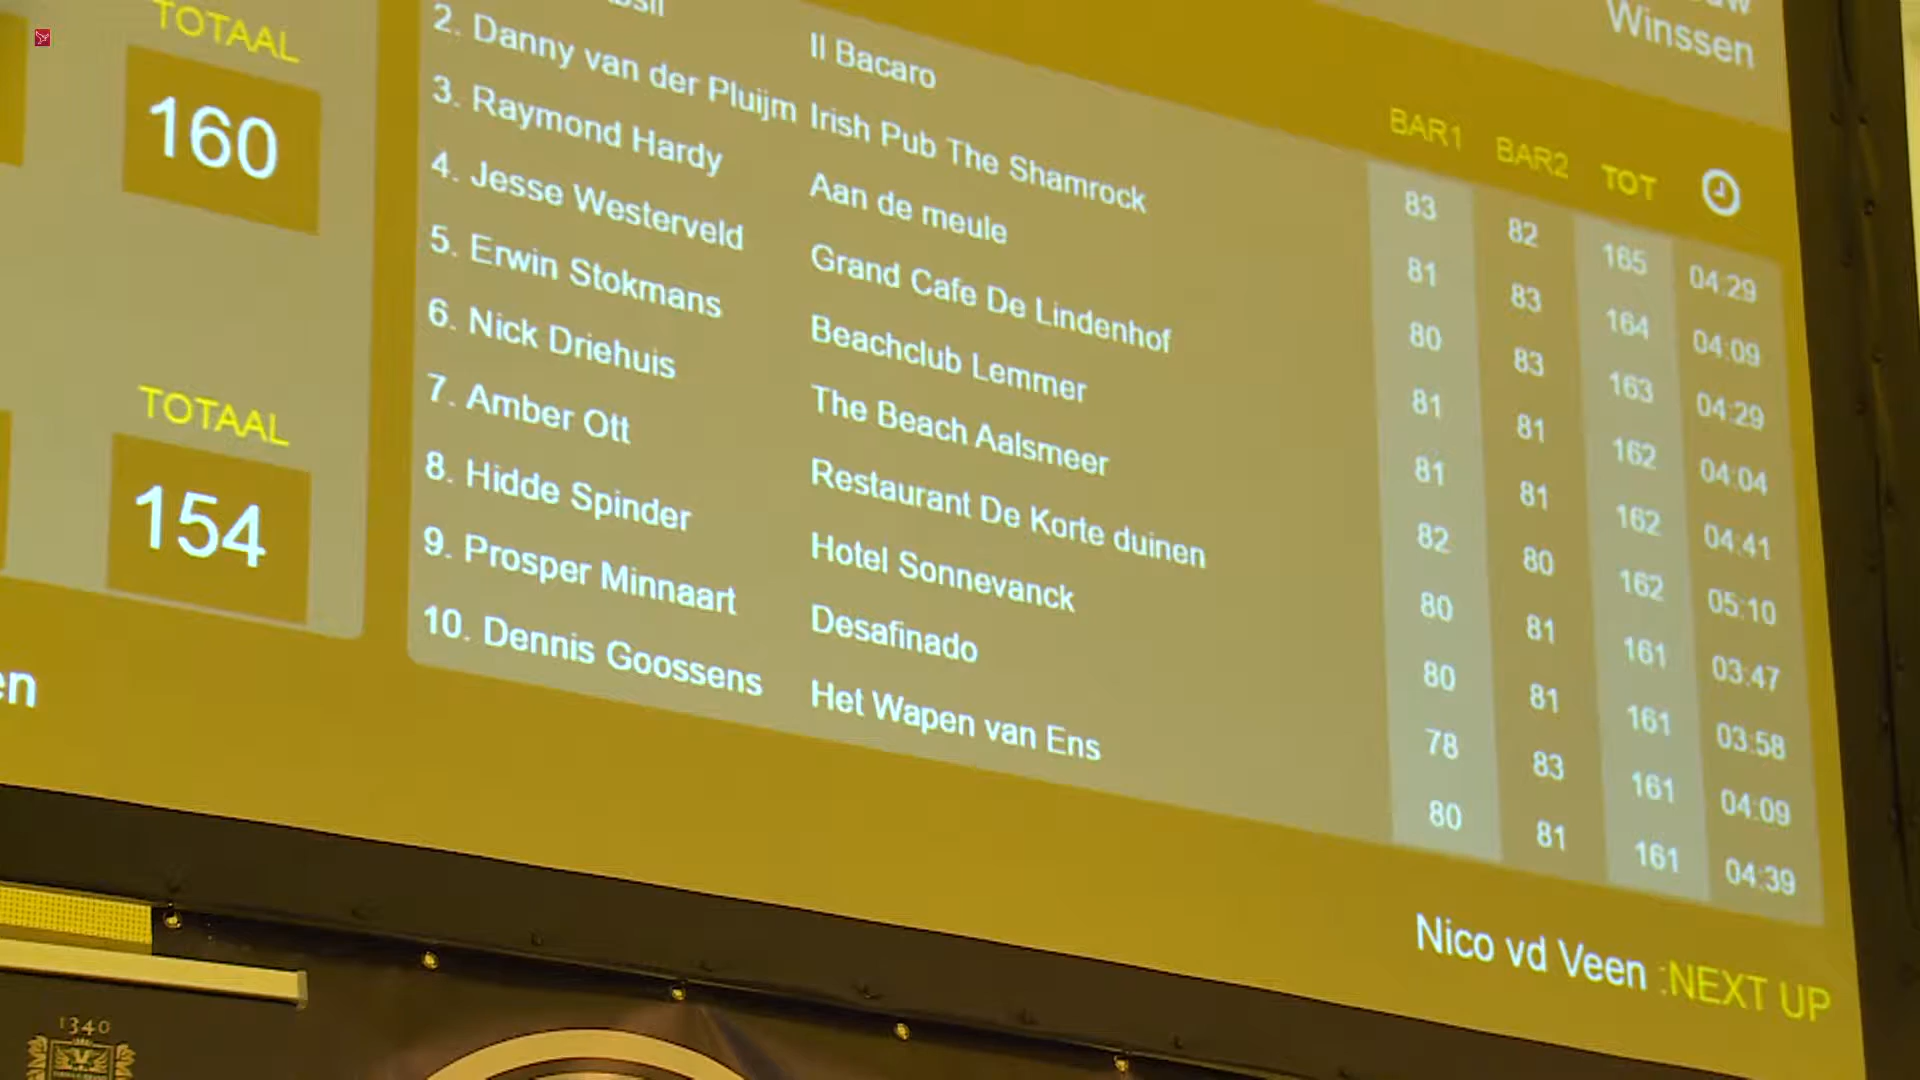 TOTAAL
160
TOTAAL
154
en
Winssen
BAR1 BAR2 TOT
Il Bacaro 83 82 165 04:29
2. Danny van der Pluijm Irish Pub The Shamrock 81 83 164 04:09
3. Raymond Hardy Aan de meule 80 83 163 04:29
4. Jesse Westerveld Grand Cafe De Lindenhof 81 81 162 04:04
5. Erwin Stokmans Beachclub Lemmer 81 81 162 04:41
6. Nick Driehuis The Beach Aalsmeer 82 80 162 05:10
7. Amber Ott Restaurant De Korte duinen 80 81 161 03:47
8. Hidde Spinder Hotel Sonnevanck 80 81 161 03:58
9. Prosper Minnaart Desafinado 78 83 161 04:09
10. Dennis Goossens Het Wapen van Ens 80 81 161 04:39
Nico vd Veen :NEXT UP
1340